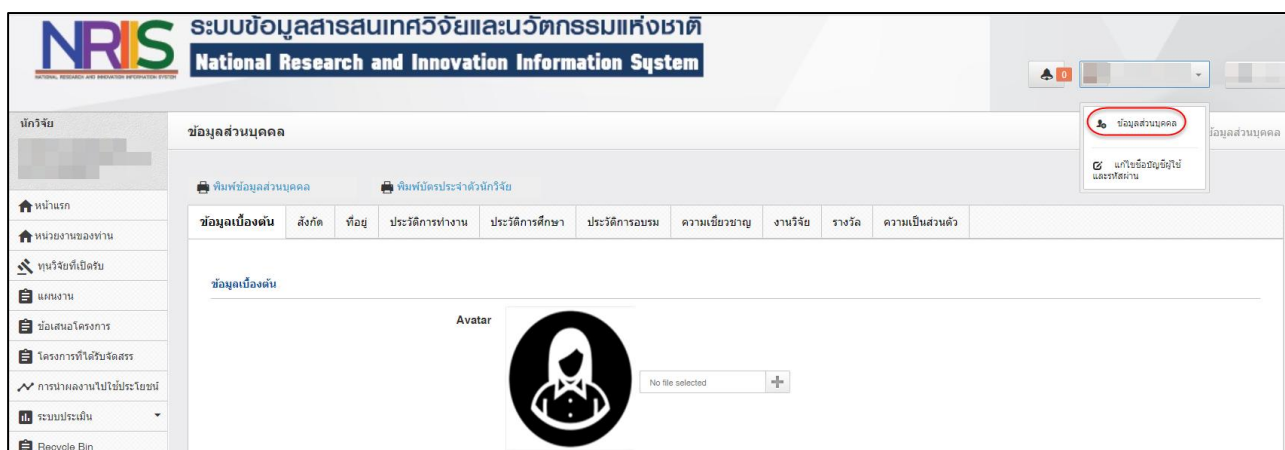 NRIIS
NATIONAL RESEARCH AND INNOVATION INFORMATION SYSTEM
ระบบข้อมูลสารสนเทศวิจัยและนวัตกรรมแห่งชาติ
National Research and Innovation Information System
0
ข้อมูลส่วนบุคคล
แก้ไขชื่อบัญชีผู้ใช้
และรหัสผ่าน
นักวิจัย
ข้อมูลส่วนบุคคล
ข้อมูลส่วนบุคคล
พิมพ์ข้อมูลส่วนบุคคล
พิมพ์บัตรประจำตัวนักวิจัย
หน้าแรก
หน่วยงานของท่าน
ทุนวิจัยที่เปิดรับ
แผนงาน
ข้อเสนอโครงการ
โครงการที่ได้รับจัดสรร
การนำผลงานไปใช้ประโยชน์
ระบบประเมิน
Recycle Bin
ข้อมูลเบื้องต้น สังกัด ที่อยู่ ประวัติการทำงาน ประวัติการศึกษา ประวัติการอบรม ความเชี่ยวชาญ งานวิจัย รางวัล ความเป็นส่วนตัว
ข้อมูลเบื้องต้น
Avatar
No file selected